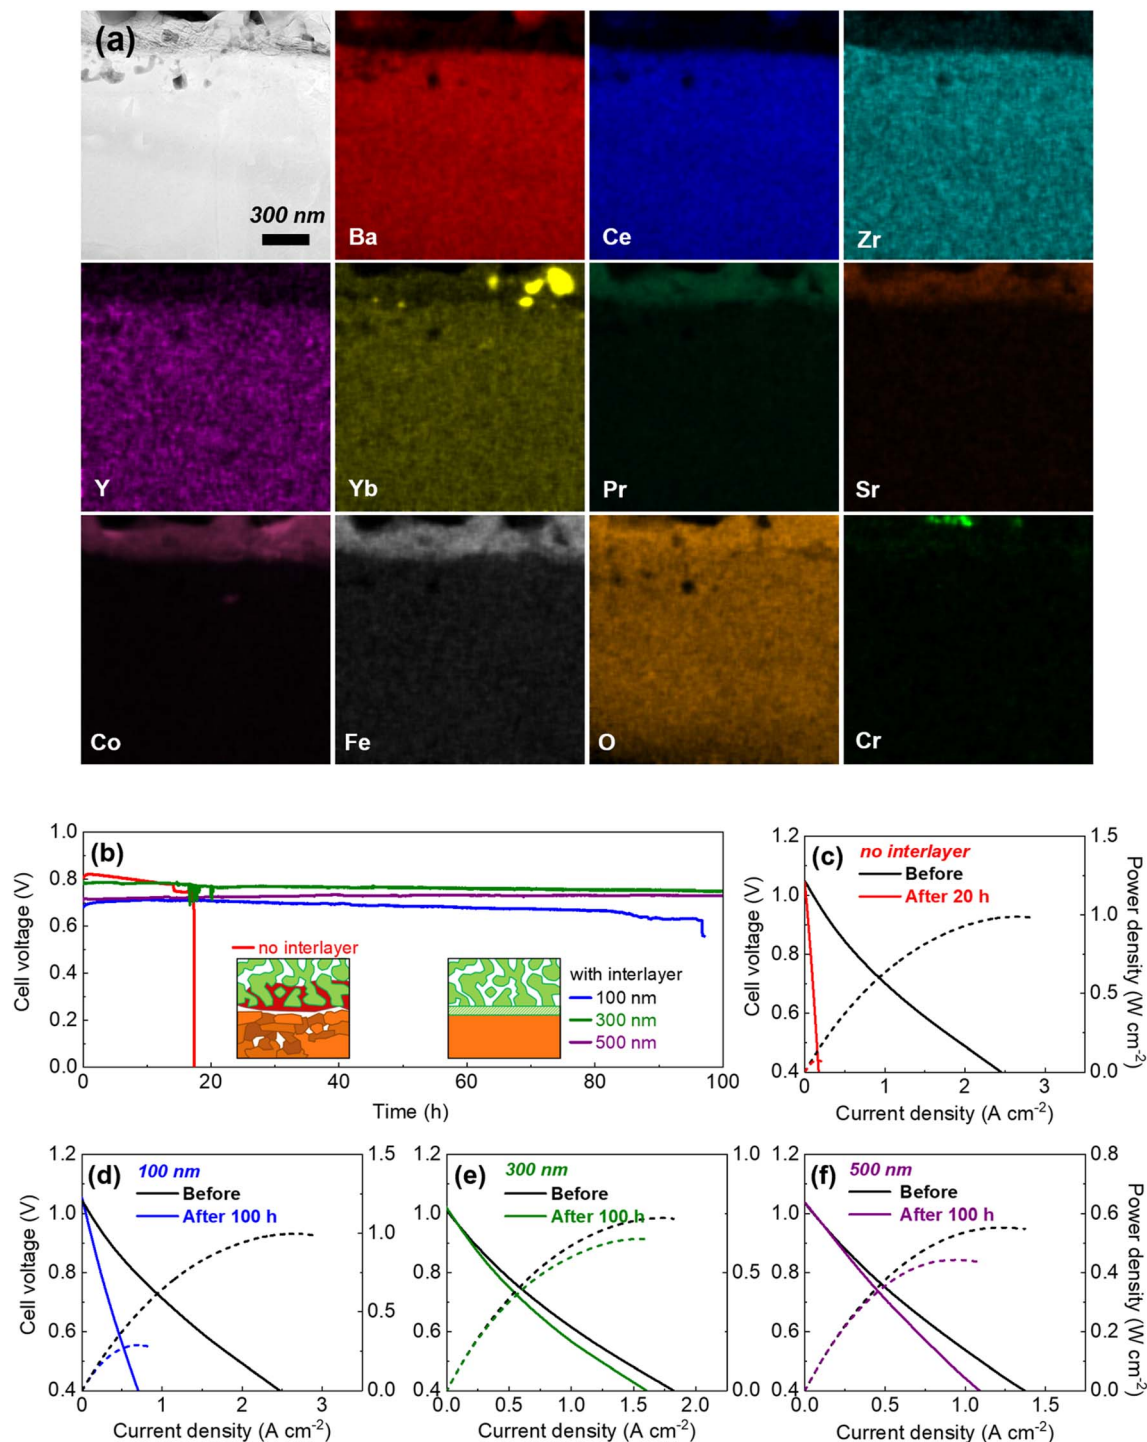 (a)
300 nm
Ba
Ce
Zr
Y
Yb
Pr
Sr
Co
Fe
O
Cr
(b)
Cell voltage (V)
1.0
0.8
0.6
0.4
0.2
0.0
no interlayer
with interlayer
100 nm
300 nm
500 nm
0 20 40 60 80 100
Time (h)
(c)
no interlayer
Before
After 20 h
Cell voltage (V)
1.2
1.0
0.8
0.6
0.4
Power density (W cm⁻²)
1.5
1.0
0.5
0.0
0 1 2 3
Current density (A cm⁻²)
(d)
100 nm
Before
After 100 h
Cell voltage (V)
1.2
1.0
0.8
0.6
0.4
1.5
1.0
0.5
0.0
0 1 2 3
Current density (A cm⁻²)
(e)
300 nm
Before
After 100 h
1.2
1.0
0.8
0.6
0.4
1.0
0.5
0.0
0.0 0.5 1.0 1.5 2.0
Current density (A cm⁻²)
(f)
500 nm
Before
After 100 h
1.2
1.0
0.8
0.6
0.4
Power density (W cm⁻²)
0.8
0.6
0.4
0.2
0.0
0.0 0.5 1.0 1.5
Current density (A cm⁻²)